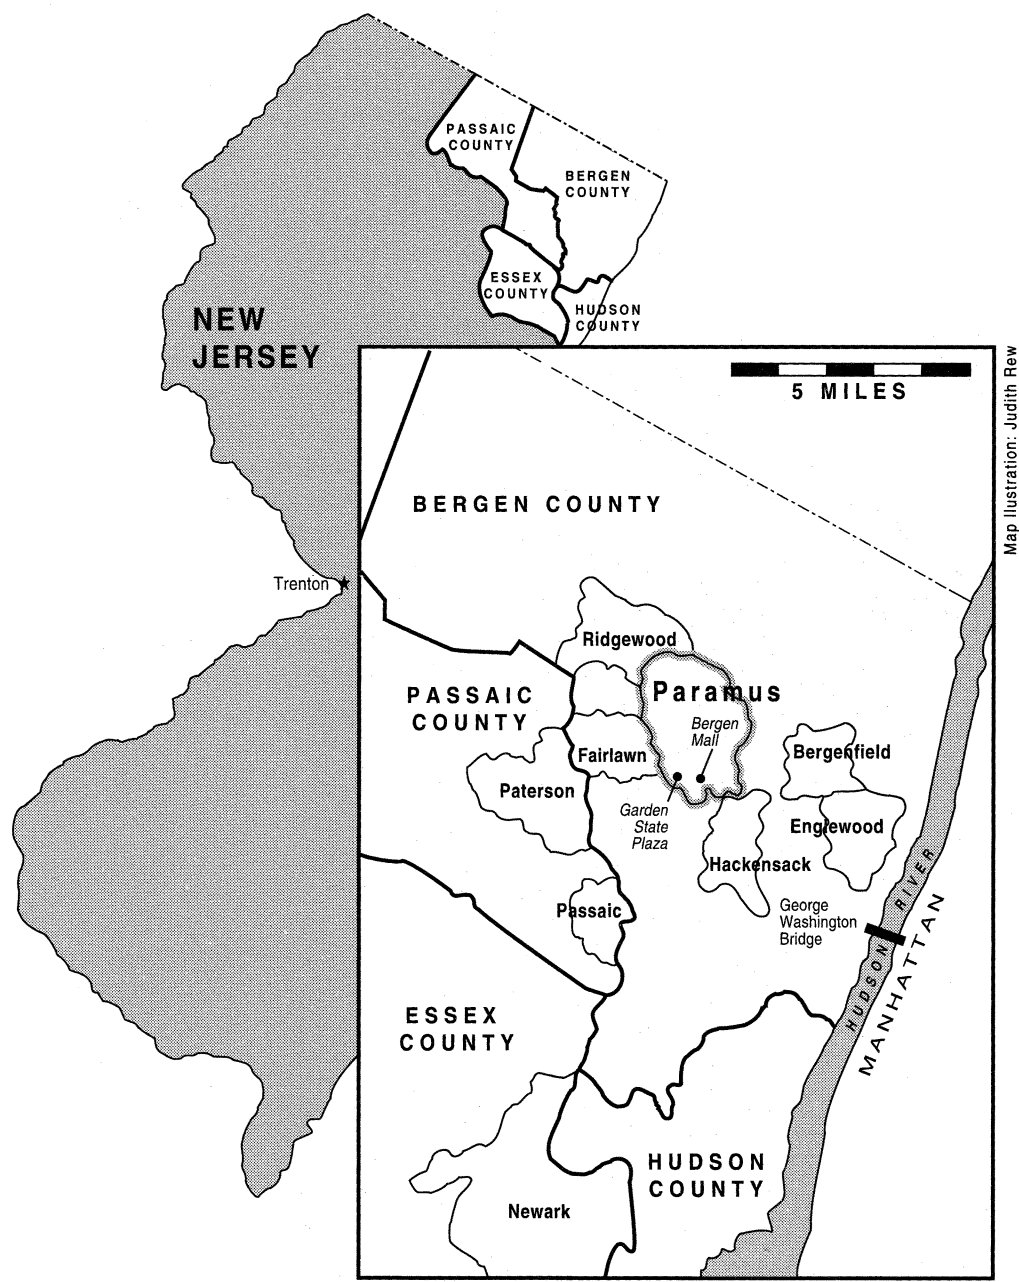 PASSAIC
COUNTY
BERGEN
COUNTY
ESSEX
COUNTY
HUDSON
COUNTY
NEW
JERSEY
Trenton
5 MILES
Map Illustration: Judith Rew
BERGEN COUNTY
Ridgewood
Paramus
PASSAIC
COUNTY
Bergen
Mall
Fairlawn
Bergenfield
Paterson
Garden
State
Plaza
Englewood
Hackensack
Passaic
George
Washington
Bridge
HUDSON RIVER
MANHATTAN
ESSEX
COUNTY
HUDSON
COUNTY
Newark